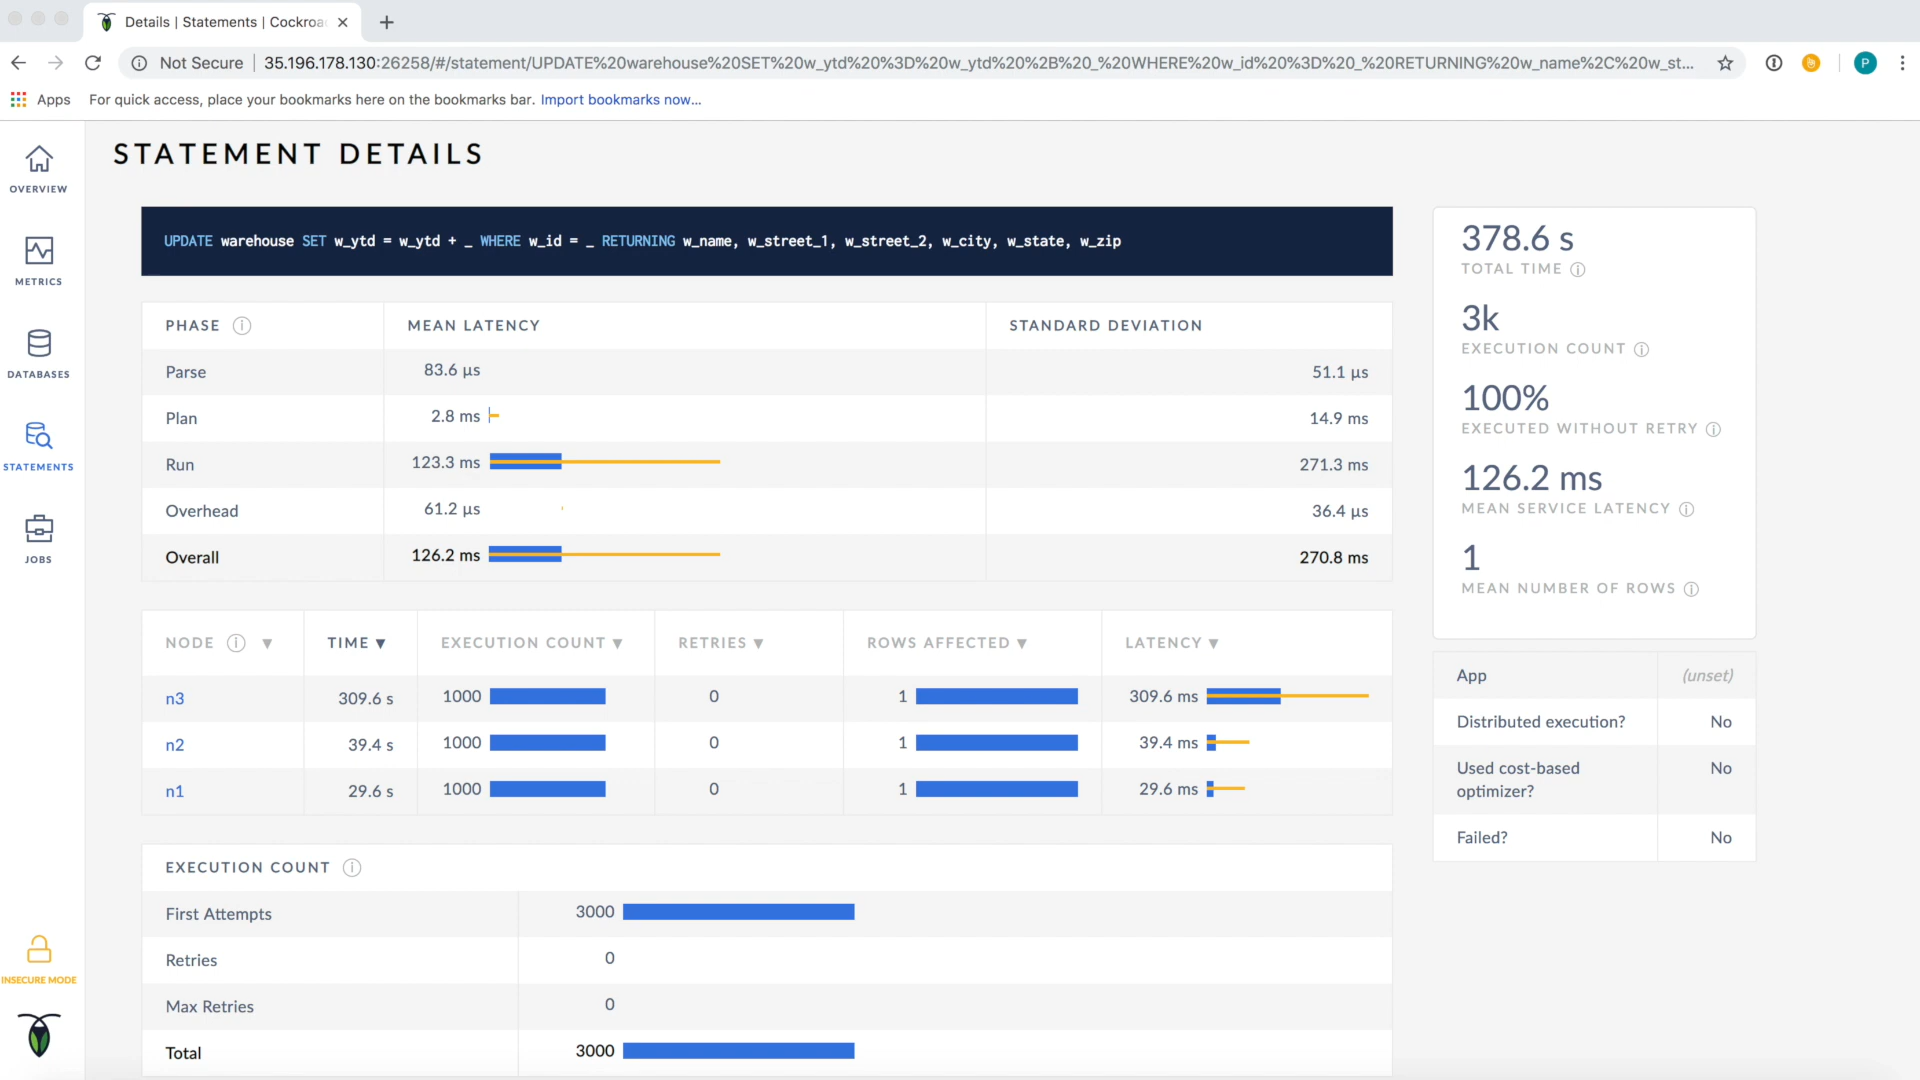 Details | Statements | Cockroa
Not Secure | 35.196.178.130:26258/#/statement/UPDATE%20warehouse%20SET%20w_ytd%20%3D%20w_ytd%20%2B%20_%20WHERE%20w_id%20%3D%20_%20RETURNING%20w_name%2C%20w_st...
P
Apps For quick access, place your bookmarks here on the bookmarks bar. Import bookmarks now...
OVERVIEW
METRICS
DATABASES
STATEMENTS
JOBS
INSECURE MODE
STATEMENT DETAILS
UPDATE warehouse SET w_ytd = w_ytd + _ WHERE w_id = _ RETURNING w_name, w_street_1, w_street_2, w_city, w_state, w_zip
PHASE MEAN LATENCY STANDARD DEVIATION
Parse 83.6 µs 51.1 µs
Plan 2.8 ms 14.9 ms
Run 123.3 ms 271.3 ms
Overhead 61.2 µs 36.4 µs
Overall 126.2 ms 270.8 ms
NODE ▼ TIME ▼ EXECUTION COUNT ▼ RETRIES ▼ ROWS AFFECTED ▼ LATENCY ▼
n3 309.6 s 1000 0 1 309.6 ms
n2 39.4 s 1000 0 1 39.4 ms
n1 29.6 s 1000 0 1 29.6 ms
EXECUTION COUNT
First Attempts 3000
Retries 0
Max Retries 0
Total 3000
378.6 s
TOTAL TIME
3k
EXECUTION COUNT
100%
EXECUTED WITHOUT RETRY
126.2 ms
MEAN SERVICE LATENCY
1
MEAN NUMBER OF ROWS
App (unset)
Distributed execution? No
Used cost-based No
optimizer?
Failed? No